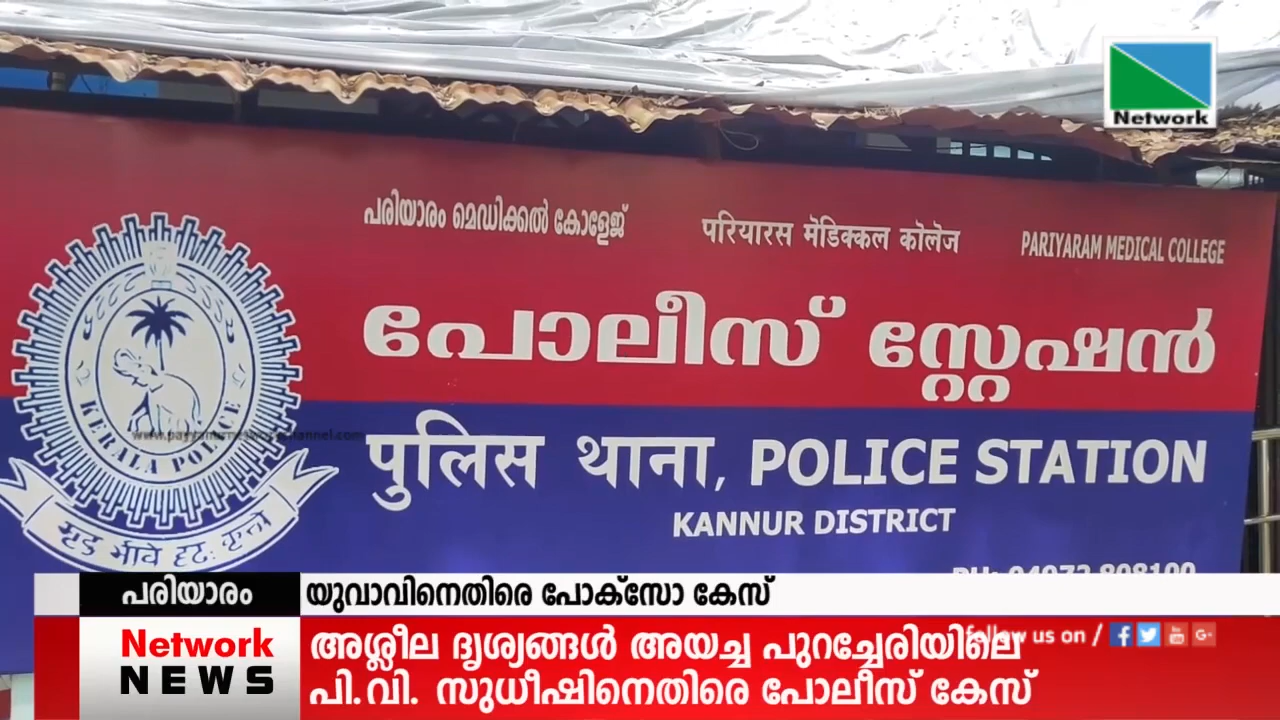 Network
പരിയാരം മെഡിക്കൽ കോളേജ് परियारस मॆडिक्कल कॉलॆज PARIYARAM MEDICAL COLLEGE
പോലീസ് സ്റ്റേഷൻ
पुलिस थाना, POLICE STATION
KANNUR DISTRICT
KERALA POLICE
मृदु भावे दृढ: कृत्ये
പരിയാരം യുവാവിനെതിരെ പോക്സോ കേസ്
follow us on /
Network NEWS
അശ്ലീല ദൃശ്യങ്ങൾ അയച്ച പുറച്ചേരിയിലെ
പി.വി. സുധീഷിനെതിരെ പോലീസ് കേസ്